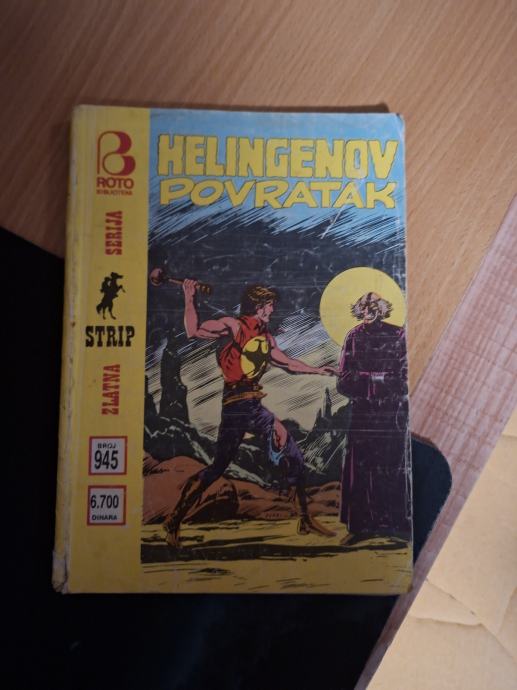 HELINGENOV
POVRATAK
ROTO
BIBLIOTEKA
ZLATNA
STRIP
SERIJA
BROJ
945
6.700
DINARA